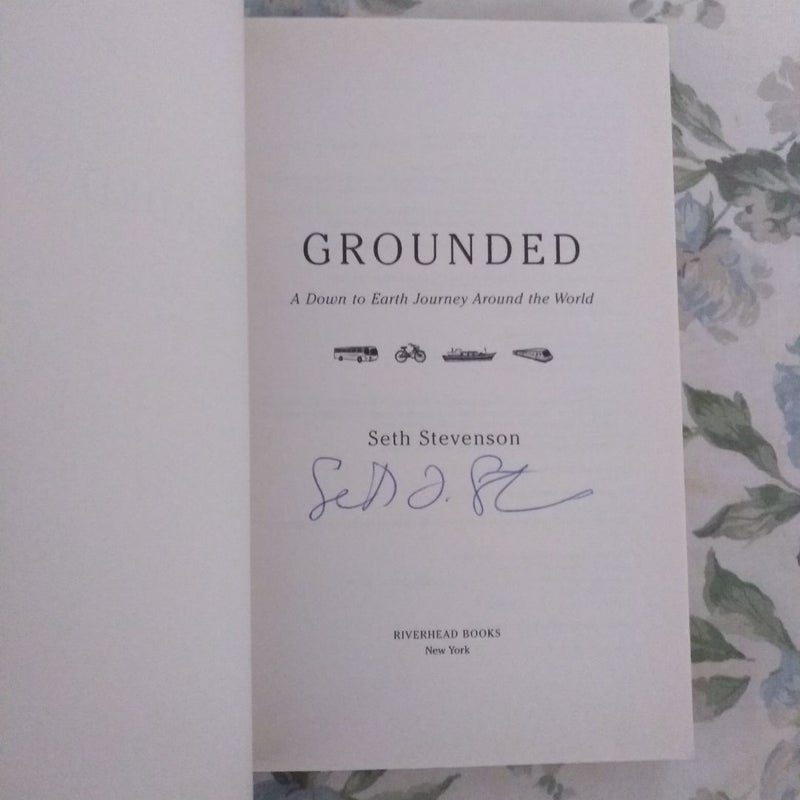 GROUNDED
A Down to Earth Journey Around the World
Seth Stevenson
RIVERHEAD BOOKS
New York